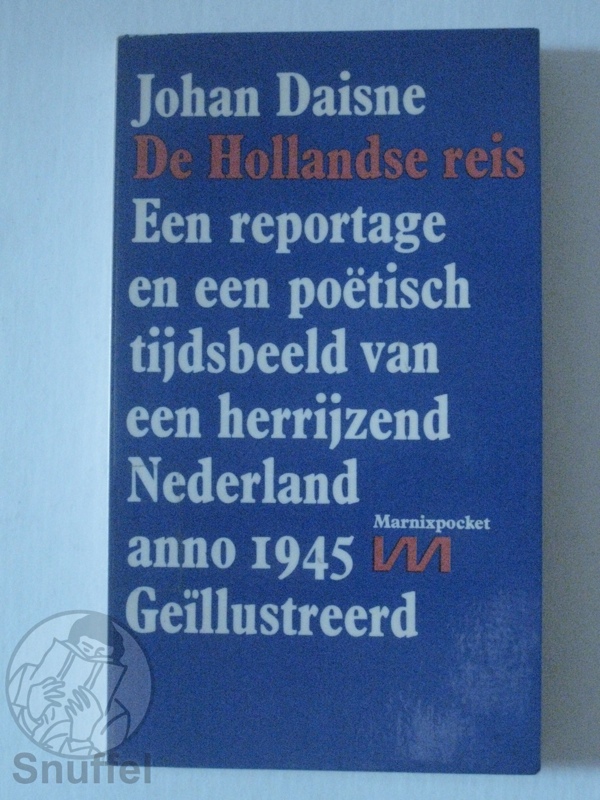 Johan Daisne
De Hollandse reis
Een reportage
en een poëtisch
tijdsbeeld van
een herrijzend
Nederland
Marnixpocket
anno 1945
Geïllustreerd
Snuffel